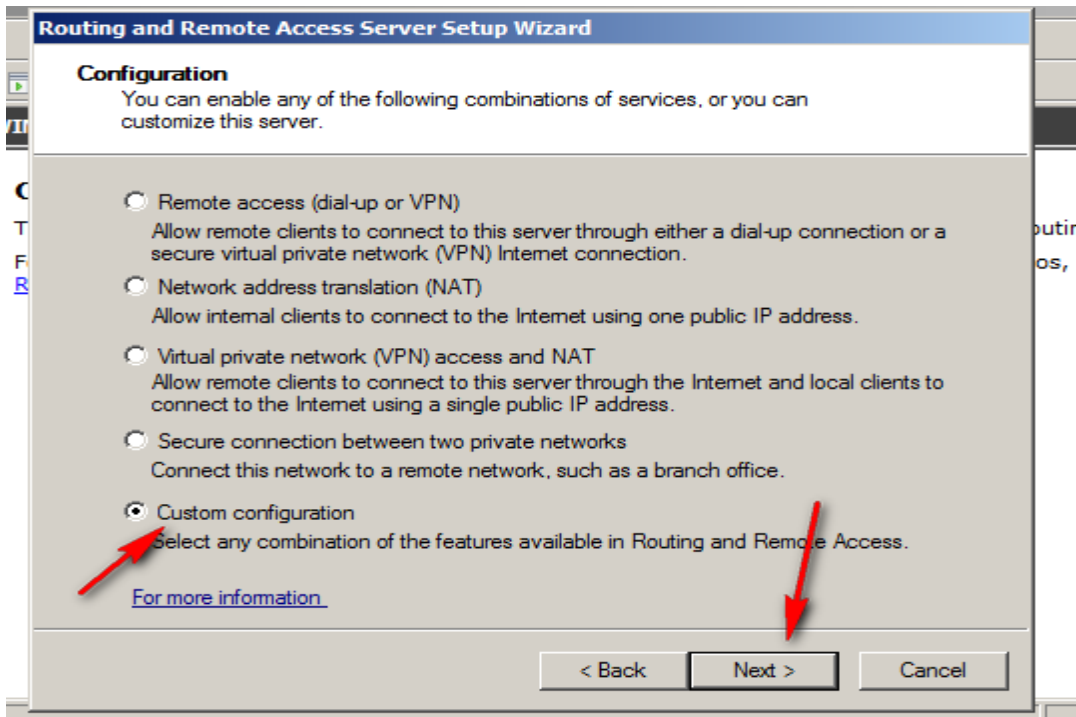 Routing and Remote Access Server Setup Wizard
Configuration
You can enable any of the following combinations of services, or you can
customize this server.
Remote access (dial-up or VPN)
Allow remote clients to connect to this server through either a dial-up connection or a
secure virtual private network (VPN) Internet connection.
Network address translation (NAT)
Allow internal clients to connect to the Internet using one public IP address.
Virtual private network (VPN) access and NAT
Allow remote clients to connect to this server through the Internet and local clients to
connect to the Internet using a single public IP address.
Secure connection between two private networks
Connect this network to a remote network, such as a branch office.
Custom configuration
Select any combination of the features available in Routing and Remote Access.
For more information
< Back Next > Cancel